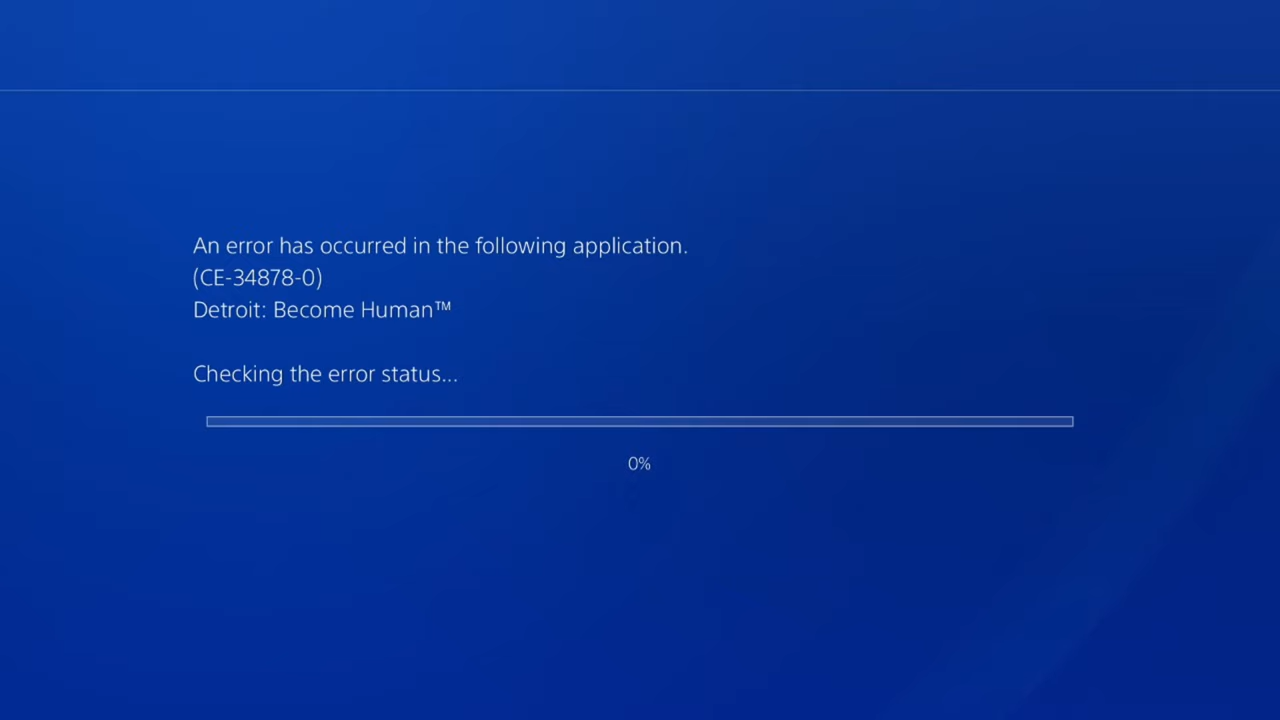 An error has occurred in the following application.
(CE-34878-0)
Detroit: Become Human™
Checking the error status...
0%